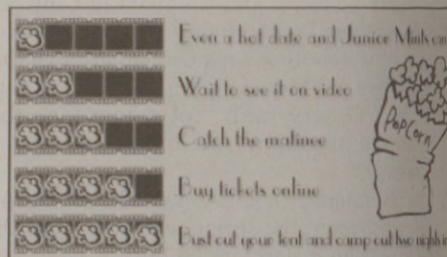 Even a hot date and Junior Mints can
Wait to see it on video
Catch the matinee
PoPCorn
Buy tickets online
Bust out your tent and camp out two nights in